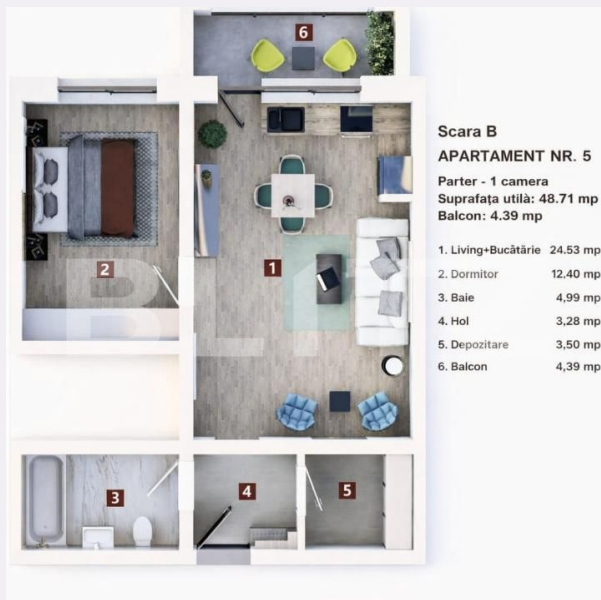 Scara B
APARTAMENT NR. 5
Parter - 1 camera
Suprafața utilă: 48.71 mp
Balcon: 4.39 mp
1. Living+Bucătărie 24.53 mp
2. Dormitor 12.40 mp
3. Baie 4,99 mp
4. Hol 3,28 mp
5. Depozitare 3,50 mp
6. Balcon 4,39 mp
6
2
1
3
4
5